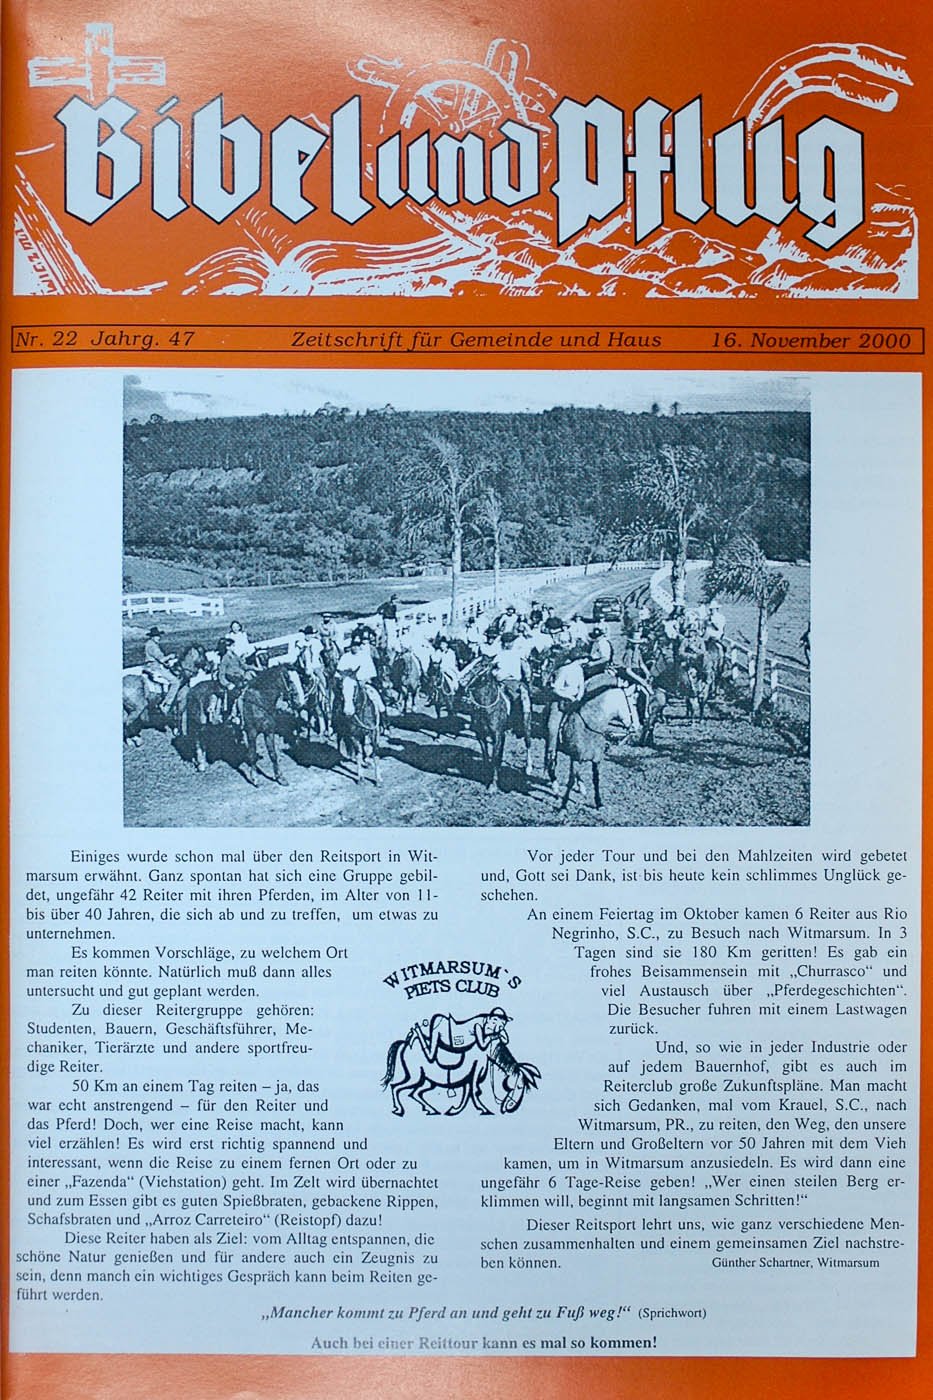 Bibel und Pflug
Nr. 22 Jahrg. 47 Zeitschrift für Gemeinde und Haus 16. November 2000
Einiges wurde schon mal über den Reitsport in Wit-
marsum erwähnt. Ganz spontan hat sich eine Gruppe gebil-
det, ungefähr 42 Reiter mit ihren Pferden, im Alter von 11-
bis über 40 Jahren, die sich ab und zu treffen, um etwas zu
unternehmen.
Es kommen Vorschläge, zu welchem Ort
man reiten könnte. Natürlich muß dann alles
untersucht und gut geplant werden.
Zu dieser Reitergruppe gehören:
Studenten, Bauern, Geschäftsführer, Me-
chaniker, Tierärzte und andere sportfreu-
dige Reiter.
50 Km an einem Tag reiten – ja, das
war echt anstrengend – für den Reiter und
das Pferd! Doch, wer eine Reise macht, kann
viel erzählen! Es wird erst richtig spannend und
interessant, wenn die Reise zu einem fernen Ort oder zu
einer „Fazenda“ (Viehstation) geht. Im Zelt wird übernachtet
und zum Essen gibt es guten Spießbraten, gebackene Rippen,
Schafsbraten und „Arroz Carreteiro“ (Reistopf) dazu!
Diese Reiter haben als Ziel: vom Alltag entspannen, die
schöne Natur genießen und für andere auch ein Zeugnis zu
sein, denn manch ein wichtiges Gespräch kann beim Reiten ge-
führt werden.
WITMARSUM`S
PIETS CLUB
Vor jeder Tour und bei den Mahlzeiten wird gebetet
und, Gott sei Dank, ist bis heute kein schlimmes Unglück ge-
schehen.
An einem Feiertag im Oktober kamen 6 Reiter aus Rio
Negrinho, S.C., zu Besuch nach Witmarsum. In 3
Tagen sind sie 180 Km geritten! Es gab ein
frohes Beisammensein mit „Churrasco“ und
viel Austausch über „Pferdegeschichten“.
Die Besucher fuhren mit einem Lastwagen
zurück.
Und, so wie in jeder Industrie oder
auf jedem Bauernhof, gibt es auch im
Reiterclub große Zukunftspläne. Man macht
sich Gedanken, mal vom Krauel, S.C., nach
Witmarsum, PR., zu reiten, den Weg, den unsere
Eltern und Großeltern vor 50 Jahren mit dem Vieh
kamen, um in Witmarsum anzusiedeln. Es wird dann eine
ungefähr 6 Tage-Reise geben! „Wer einen steilen Berg er-
klimmen will, beginnt mit langsamen Schritten!“
Dieser Reitsport lehrt uns, wie ganz verschiedene Men-
schen zusammenhalten und einem gemeinsamen Ziel nachstre-
ben können. Günther Schartner, Witmarsum
„Mancher kommt zu Pferd an und geht zu Fuß weg!“ (Sprichwort)
Auch bei einer Reittour kann es mal so kommen!